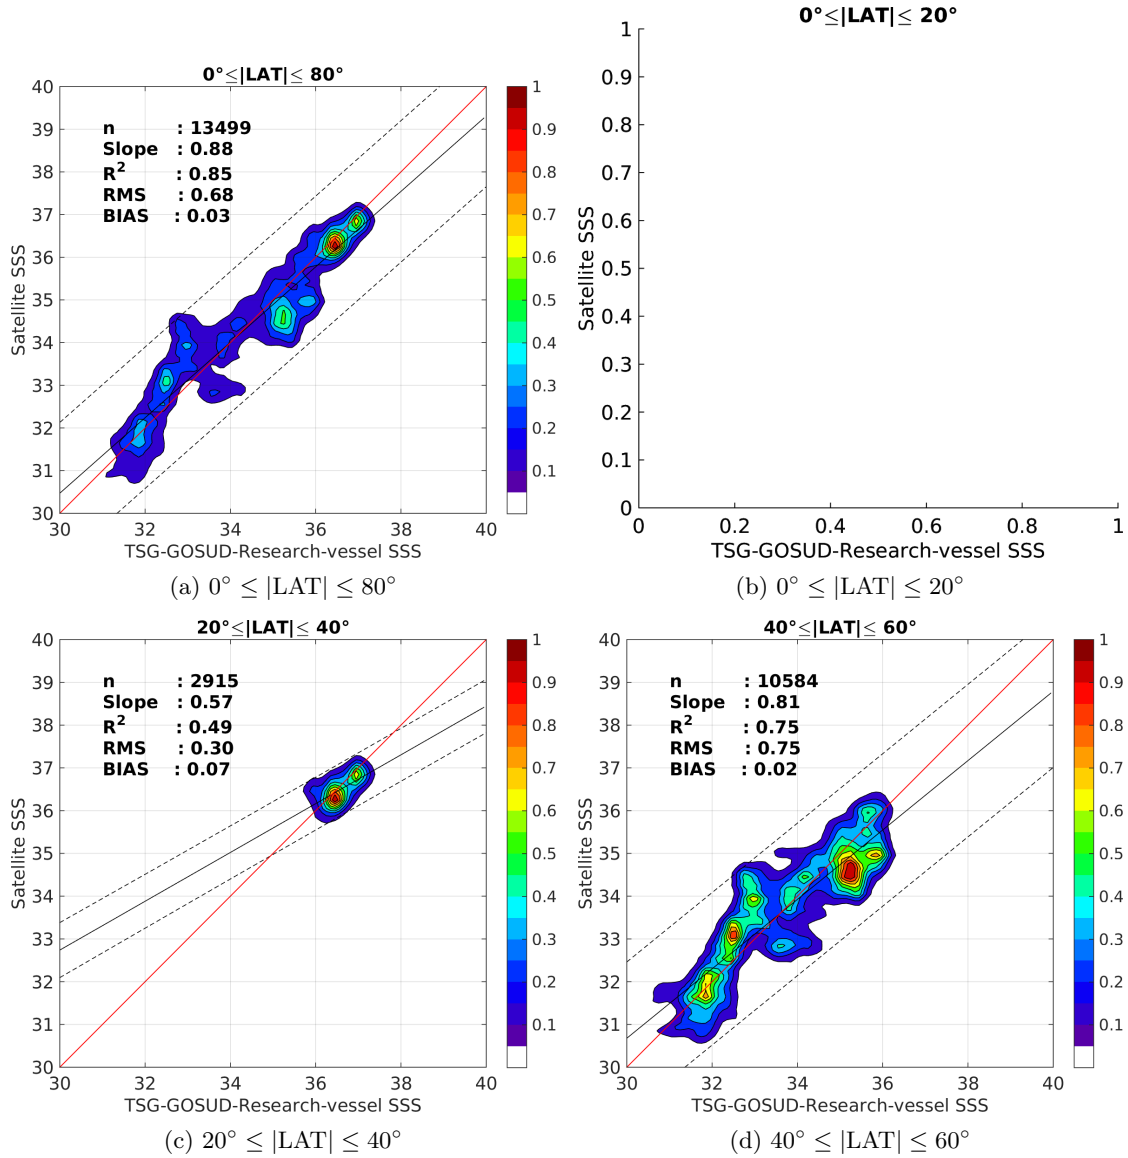 0°≤|LAT|≤ 80°
40
39
38
37
36
35
34
33
32
31
30
Satellite SSS
n : 13499
Slope : 0.88
R² : 0.85
RMS : 0.68
BIAS : 0.03
30 32 34 36 38 40
TSG-GOSUD-Research-vessel SSS
1
0.9
0.8
0.7
0.6
0.5
0.4
0.3
0.2
0.1
(a) 0° ≤ |LAT| ≤ 80°
0°≤|LAT|≤ 20°
1
0.9
0.8
0.7
0.6
0.5
0.4
0.3
0.2
0.1
0
Satellite SSS
0 0.2 0.4 0.6 0.8 1
TSG-GOSUD-Research-vessel SSS
(b) 0° ≤ |LAT| ≤ 20°
20°≤|LAT|≤ 40°
40
39
38
37
36
35
34
33
32
31
30
Satellite SSS
n : 2915
Slope : 0.57
R² : 0.49
RMS : 0.30
BIAS : 0.07
30 32 34 36 38 40
TSG-GOSUD-Research-vessel SSS
1
0.9
0.8
0.7
0.6
0.5
0.4
0.3
0.2
0.1
(c) 20° ≤ |LAT| ≤ 40°
40°≤|LAT|≤ 60°
40
39
38
37
36
35
34
33
32
31
30
Satellite SSS
n : 10584
Slope : 0.81
R² : 0.75
RMS : 0.75
BIAS : 0.02
30 32 34 36 38 40
TSG-GOSUD-Research-vessel SSS
1
0.9
0.8
0.7
0.6
0.5
0.4
0.3
0.2
0.1
(d) 40° ≤ |LAT| ≤ 60°